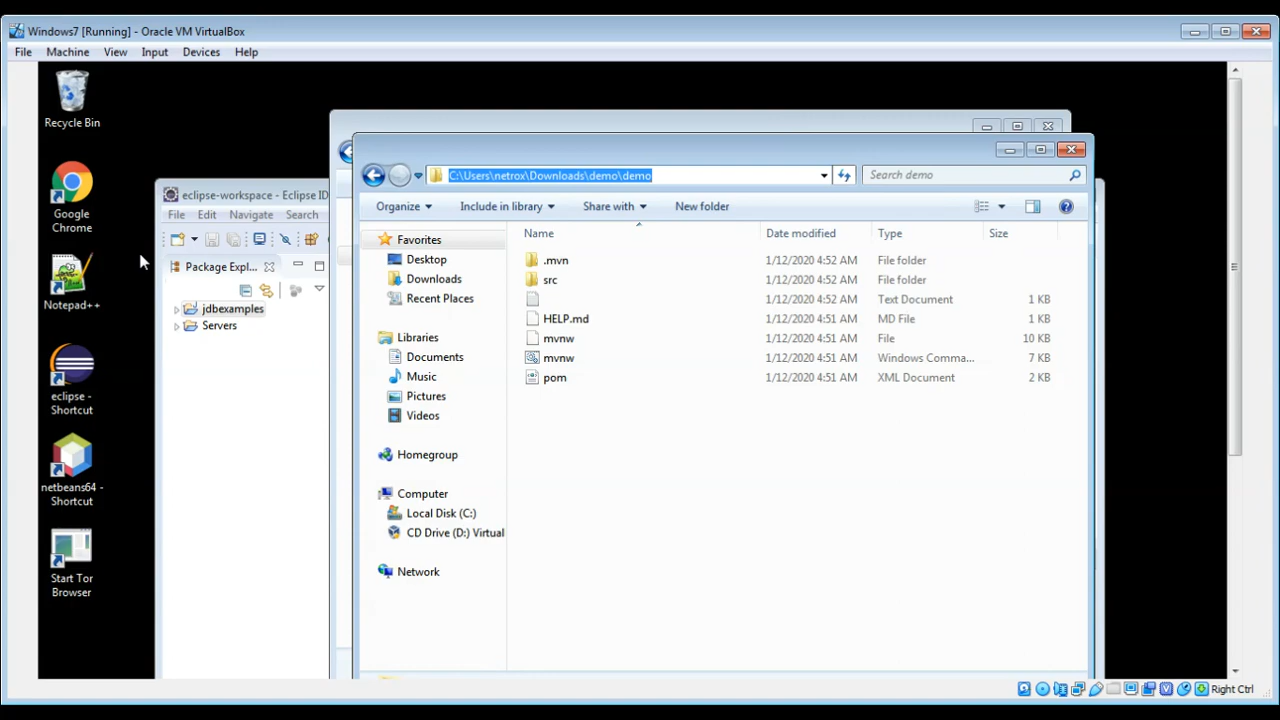 Windows7 [Running] - Oracle VM VirtualBox
File Machine View Input Devices Help
Recycle Bin
Google Chrome
Notepad++
eclipse - Shortcut
netbeans64 - Shortcut
Start Tor Browser
eclipse-workspace - Eclipse ID
File Edit Navigate Search
Package Expl...
jdbexamples
Servers
C:\Users\netrox\Downloads\demo\demo
Search demo
Organize Include in library Share with New folder
Favorites
Desktop
Downloads
Recent Places
Libraries
Documents
Music
Pictures
Videos
Homegroup
Computer
Local Disk (C:)
CD Drive (D:) Virtual
Network
Name Date modified Type Size
.mvn 1/12/2020 4:52 AM File folder
src 1/12/2020 4:52 AM File folder
1/12/2020 4:52 AM Text Document 1 KB
HELP.md 1/12/2020 4:51 AM MD File 1 KB
mvnw 1/12/2020 4:51 AM File 10 KB
mvnw 1/12/2020 4:51 AM Windows Comma... 7 KB
pom 1/12/2020 4:51 AM XML Document 2 KB
Right Ctrl